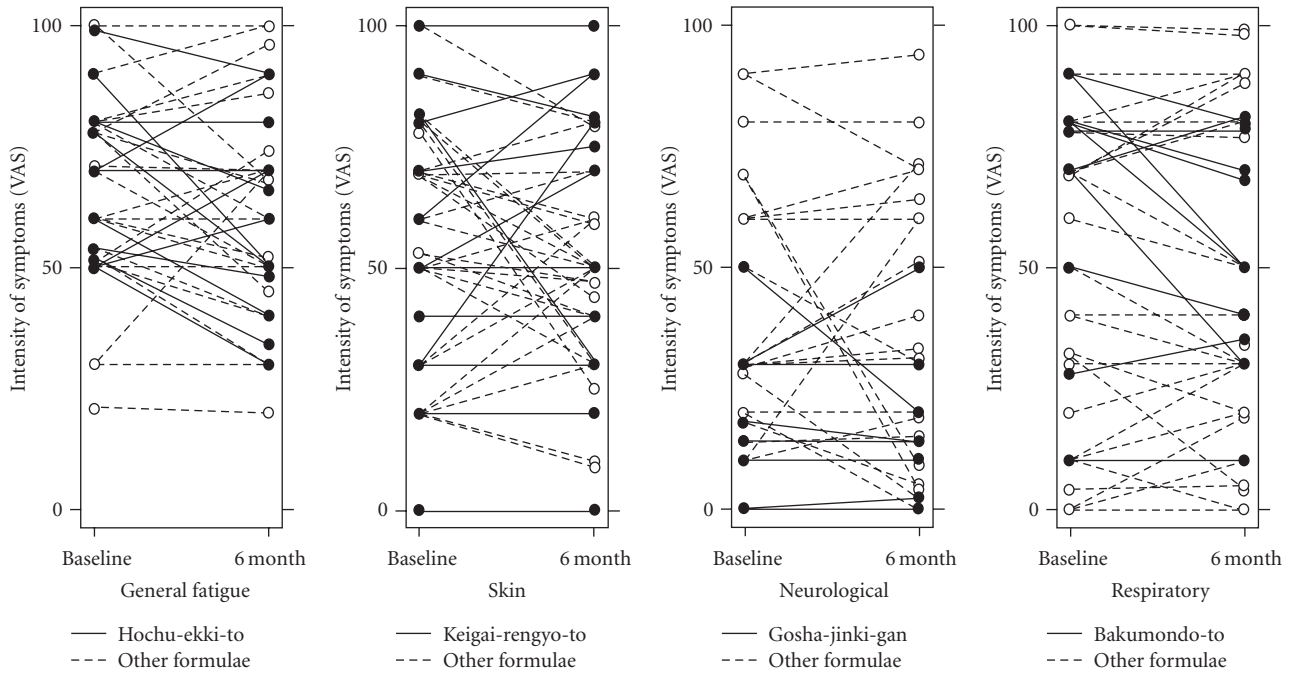 100
50
0
Intensity of symptoms (VAS)
Baseline
6 month
General fatigue
Hochu-ekki-to
Other formulae
100
50
0
Intensity of symptoms (VAS)
Baseline
6 month
Skin
Keigai-rengyo-to
Other formulae
100
50
0
Intensity of symptoms (VAS)
Baseline
6 month
Neurological
Gosha-jinki-gan
Other formulae
100
50
0
Intensity of symptoms (VAS)
Baseline
6 month
Respiratory
Bakumondo-to
Other formulae